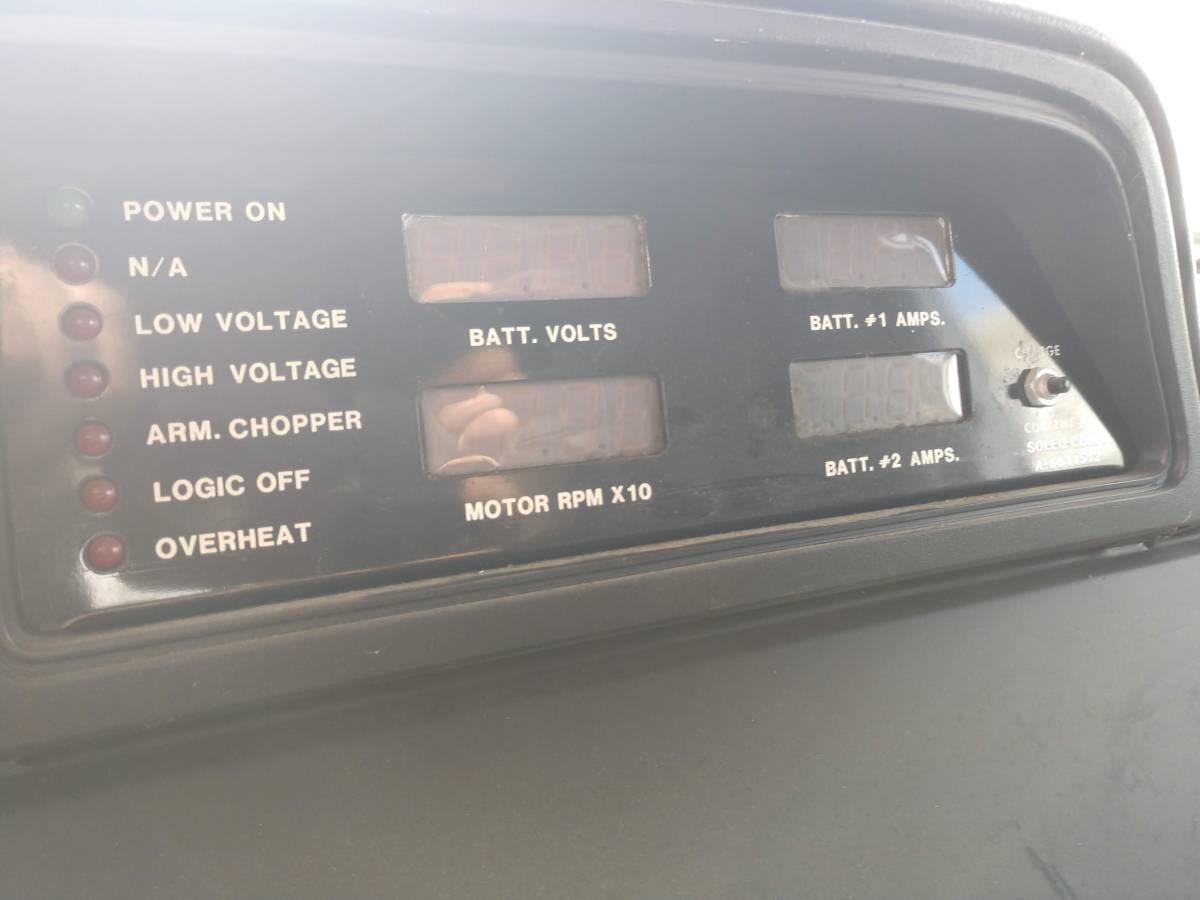 POWER ON
N/A
LOW VOLTAGE
HIGH VOLTAGE
ARM. CHOPPER
LOGIC OFF
OVERHEAT
BATT. VOLTS
MOTOR RPM X10
BATT. #1 AMPS.
BATT. #2 AMPS.
SOLEQ